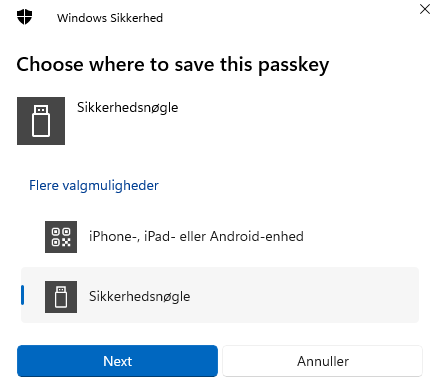 Windows Sikkerhed
Choose where to save this passkey
Sikkerhedsnøgle
Flere valgmuligheder
iPhone-, iPad- eller Android-enhed
Sikkerhedsnøgle
Next
Annuller